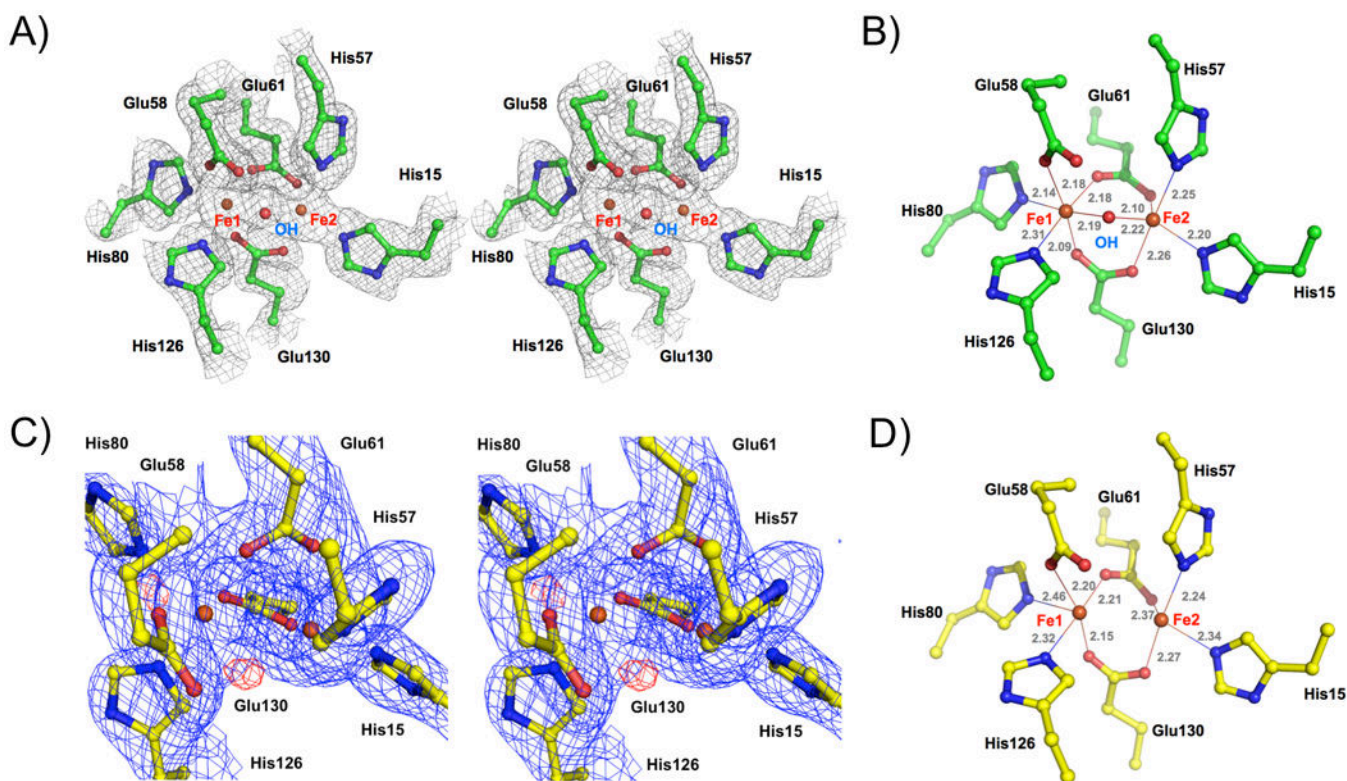 A)
His57
Glu61
Glu58
His15
Fe1
Fe2
OH
His80
His126
Glu130
His57
Glu61
Glu58
His15
Fe1
Fe2
OH
His80
His126
Glu130
B)
His57
Glu58
Glu61
2.14
2.18
2.18
2.25
His80
Fe1
2.10
Fe2
2.19
OH
2.22
2.20
2.31
2.09
2.26
His15
His126
Glu130
C)
His80
Glu58
Glu61
His57
Glu130
His15
His126
His80
Glu58
Glu61
His57
Glu130
His15
His126
D)
His57
Glu58
Glu61
2.46
2.20
2.21
2.24
His80
Fe1
2.37
Fe2
2.32
2.15
2.34
2.27
His15
His126
Glu130